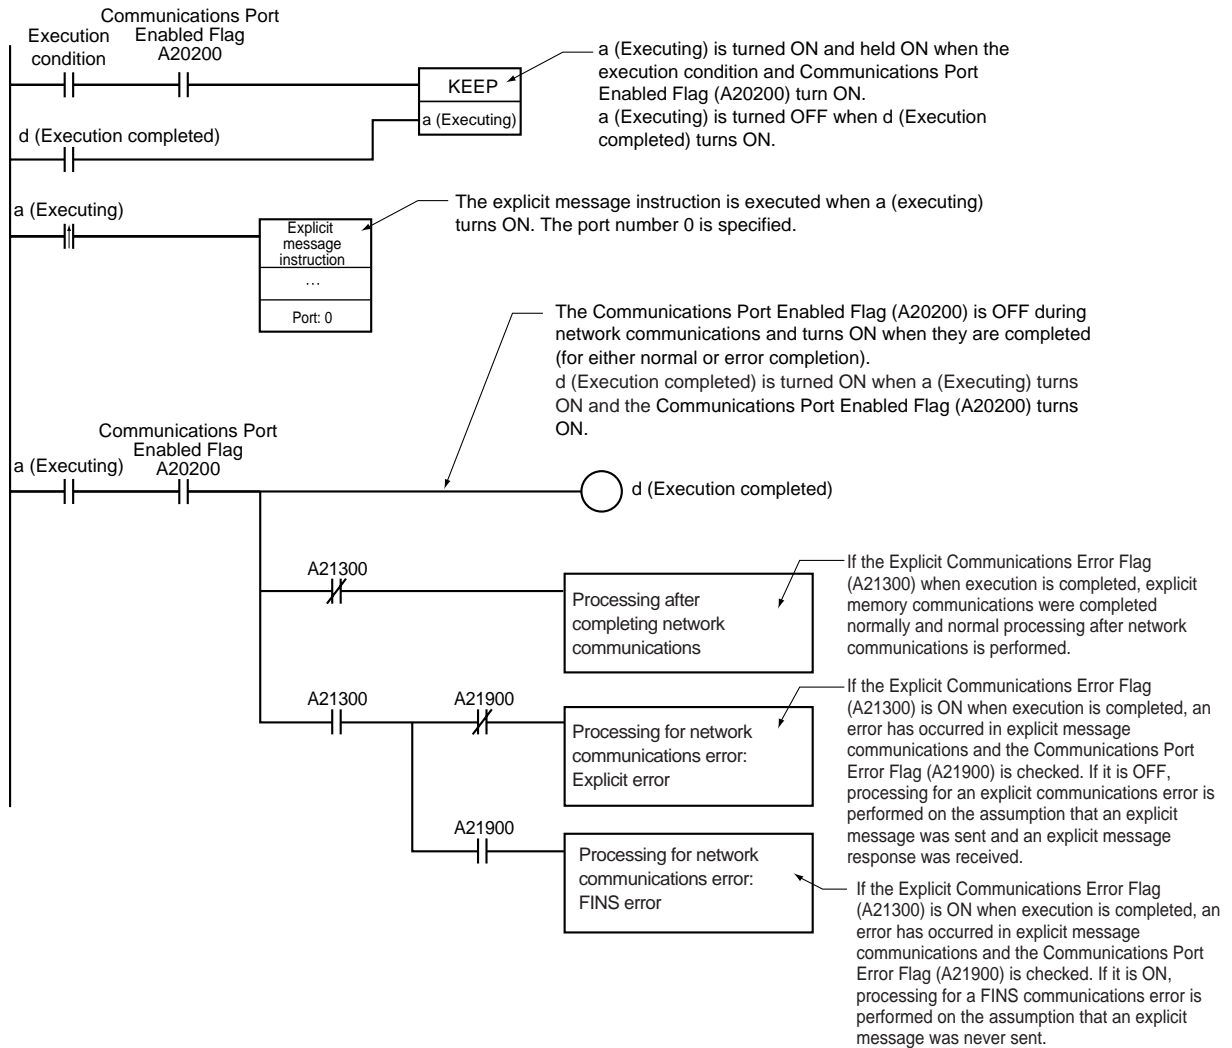 Communications Port
Enabled Flag
A20200
Execution
condition
KEEP
a (Executing)
d (Execution completed)
a (Executing) is turned ON and held ON when the
execution condition and Communications Port
Enabled Flag (A20200) turn ON.
a (Executing) is turned OFF when d (Execution
completed) turns ON.
a (Executing)
Explicit
message
instruction
...
Port: 0
The explicit message instruction is executed when a (executing)
turns ON. The port number 0 is specified.
The Communications Port Enabled Flag (A20200) is OFF during
network communications and turns ON when they are completed
(for either normal or error completion).
d (Execution completed) is turned ON when a (Executing) turns
ON and the Communications Port Enabled Flag (A20200) turns
ON.
Communications Port
Enabled Flag
A20200
a (Executing)
d (Execution completed)
A21300
Processing after
completing network
communications
If the Explicit Communications Error Flag
(A21300) when execution is completed, explicit
memory communications were completed
normally and normal processing after network
communications is performed.
A21300
A21900
Processing for network
communications error:
Explicit error
If the Explicit Communications Error Flag
(A21300) is ON when execution is completed, an
error has occurred in explicit message
communications and the Communications Port
Error Flag (A21900) is checked. If it is OFF,
processing for an explicit communications error is
performed on the assumption that an explicit
message was sent and an explicit message
response was received.
A21900
Processing for network
communications error:
FINS error
If the Explicit Communications Error Flag
(A21300) is ON when execution is completed, an
error has occurred in explicit message
communications and the Communications Port
Error Flag (A21900) is checked. If it is ON,
processing for a FINS communications error is
performed on the assumption that an explicit
message was never sent.